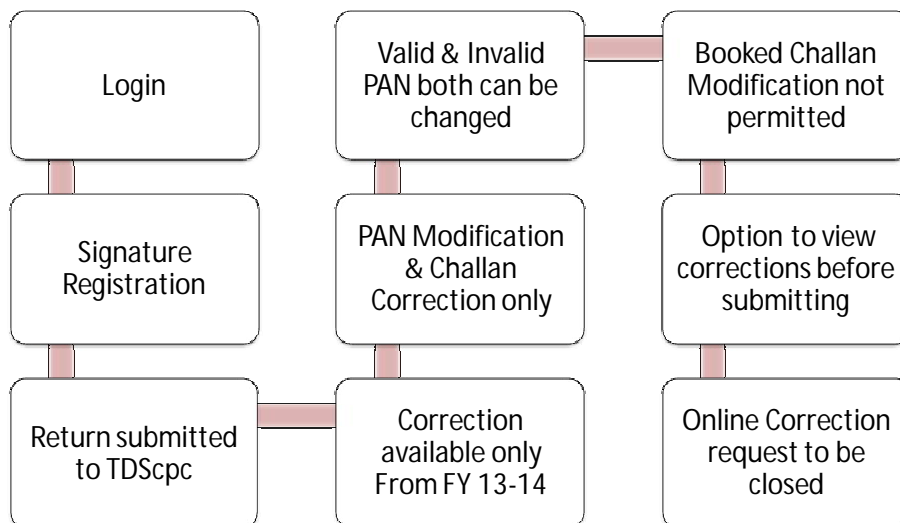 Login
Signature
Registration
Return submitted
to TDScpc
Correction
available only
From FY 13-14
PAN Modification
& Challan
Correction only
Valid & Invalid
PAN both can be
changed
Booked Challan
Modification not
permitted
Option to view
corrections before
submitting
Online Correction
request to be
closed